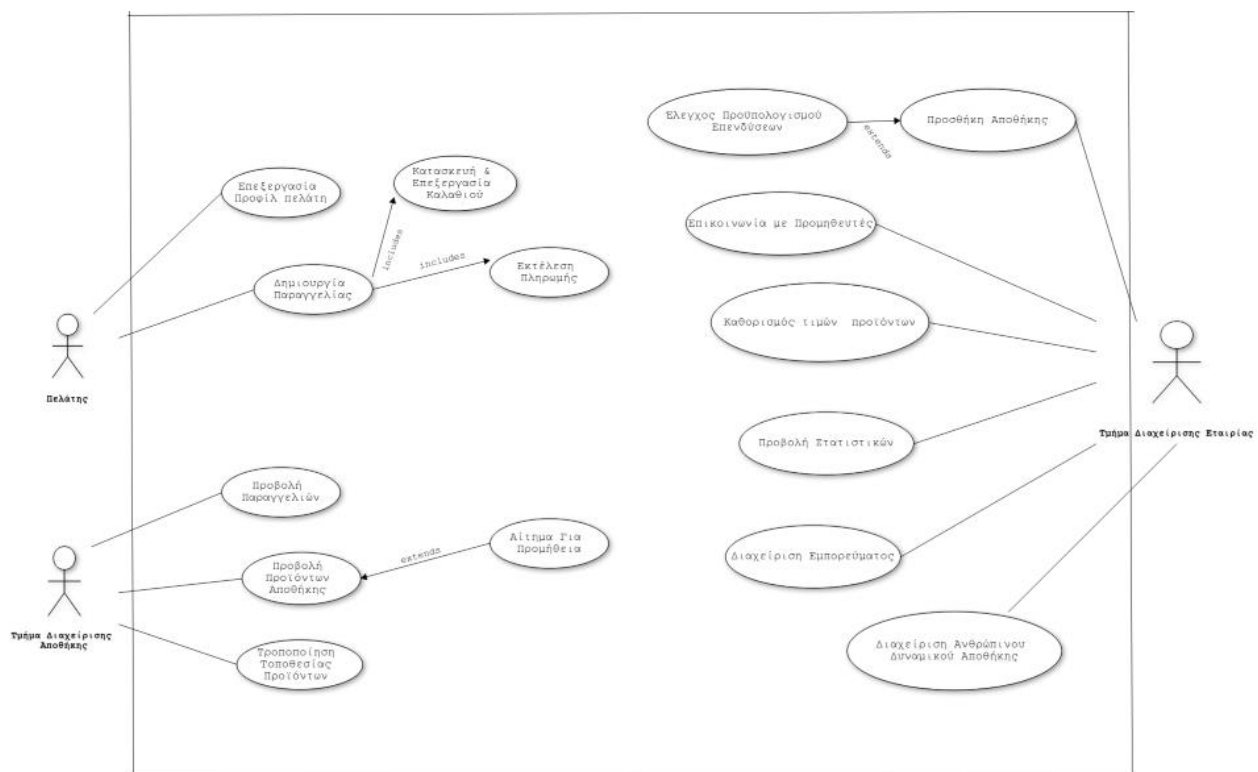 Έλεγχος Προϋπολογισμού
Επενδύσεων
extends
Προσθήκη Αποθήκης
Επεξεργασία
Προφίλ πελάτη
Κατασκευή &
Επεξεργασία
Καλαθιού
includes
includes
Δημιουργία
Παραγγελίας
Εκτέλεση
Πληρωμής
Πελάτης
Επικοινωνία με Προμηθευτές
Καθορισμός τιμών προϊόντων
Προβολή Στατιστικών
Τμήμα Διαχείρισης Εταιρίας
Προβολή
Παραγγελιών
Προβολή
Προϊόντων
Αποθήκης
extends
Αίτημα Για
Προμήθεια
Τμήμα Διαχείρισης
Αποθήκης
Τροποποίηση
Τοποθεσίας
Προϊόντων
Διαχείριση Εμπορεύματος
Διαχείριση Ανθρώπινου
Δυναμικού Αποθήκης